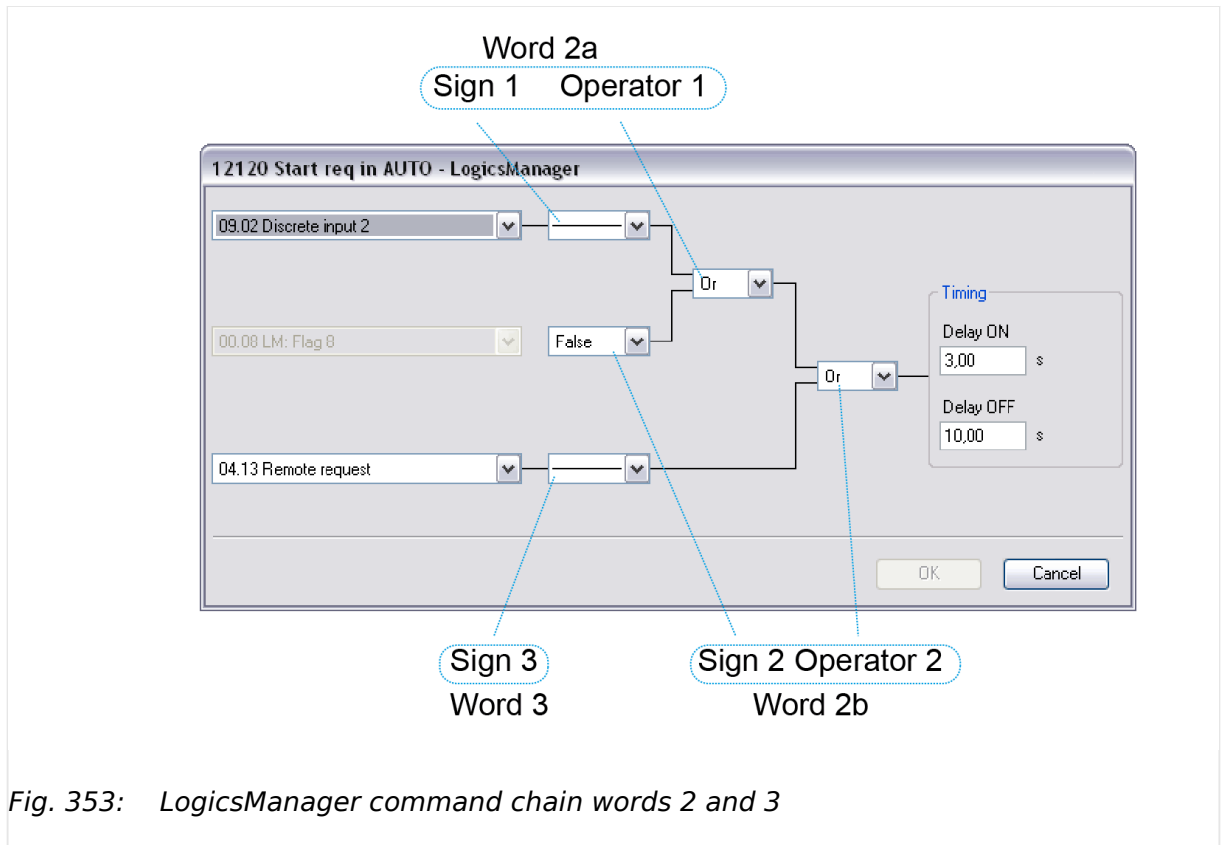 Word 2a
Sign 1 Operator 1
12120 Start req in AUTO - LogicsManager
09.02 Discrete input 2
Or
Timing
00.08 LM: Flag 8
False
Delay ON
3,00 s
Or
Delay OFF
10,00 s
04.13 Remote request
OK Cancel
Sign 3 Sign 2 Operator 2
Word 3 Word 2b
Fig. 353: LogicsManager command chain words 2 and 3